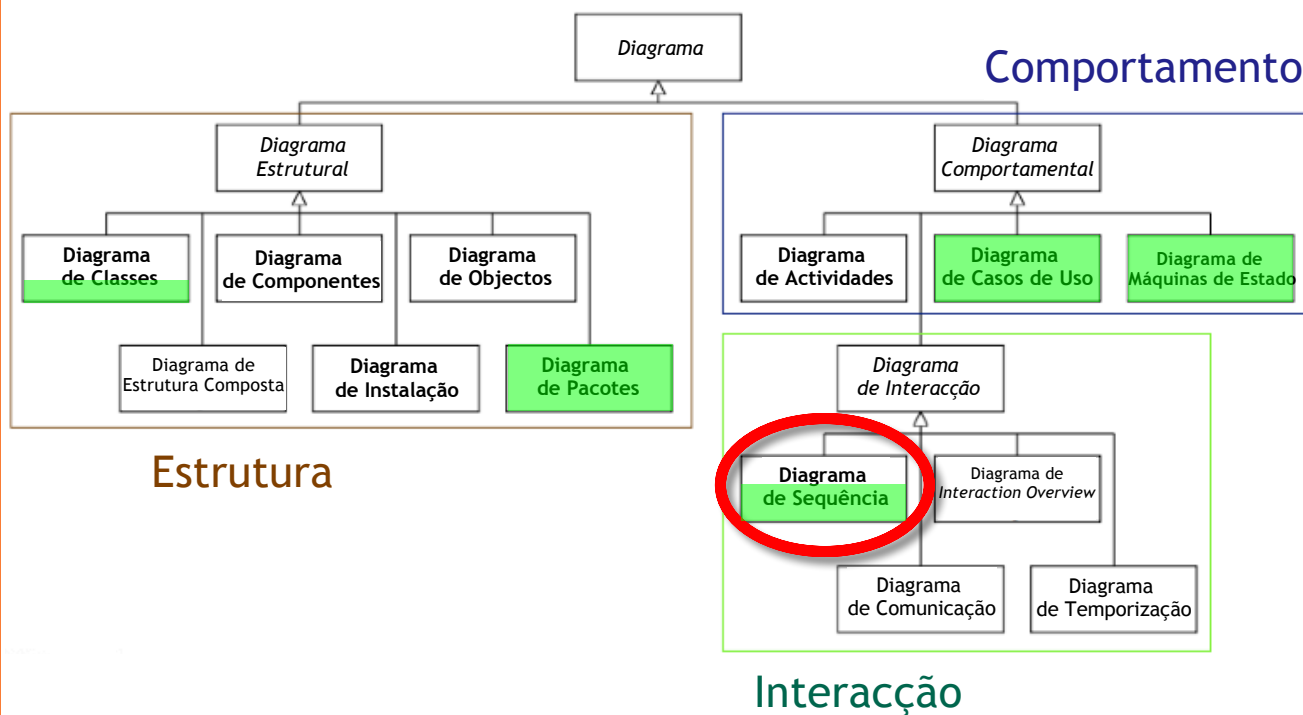 Diagrama
Comportamento
Diagrama
Estrutural
Diagrama
Comportamental
Diagrama
de Classes
Diagrama
de Componentes
Diagrama
de Objectos
Diagrama
de Actividades
Diagrama
de Casos de Uso
Diagrama de
Máquinas de Estado
Diagrama de
Estrutura Composta
Diagrama
de Instalação
Diagrama
de Pacotes
Diagrama
de Interacção
Estrutura
Diagrama
de Sequência
Diagrama de
Interaction Overview
Diagrama
de Comunicação
Diagrama
de Temporização
Interacção